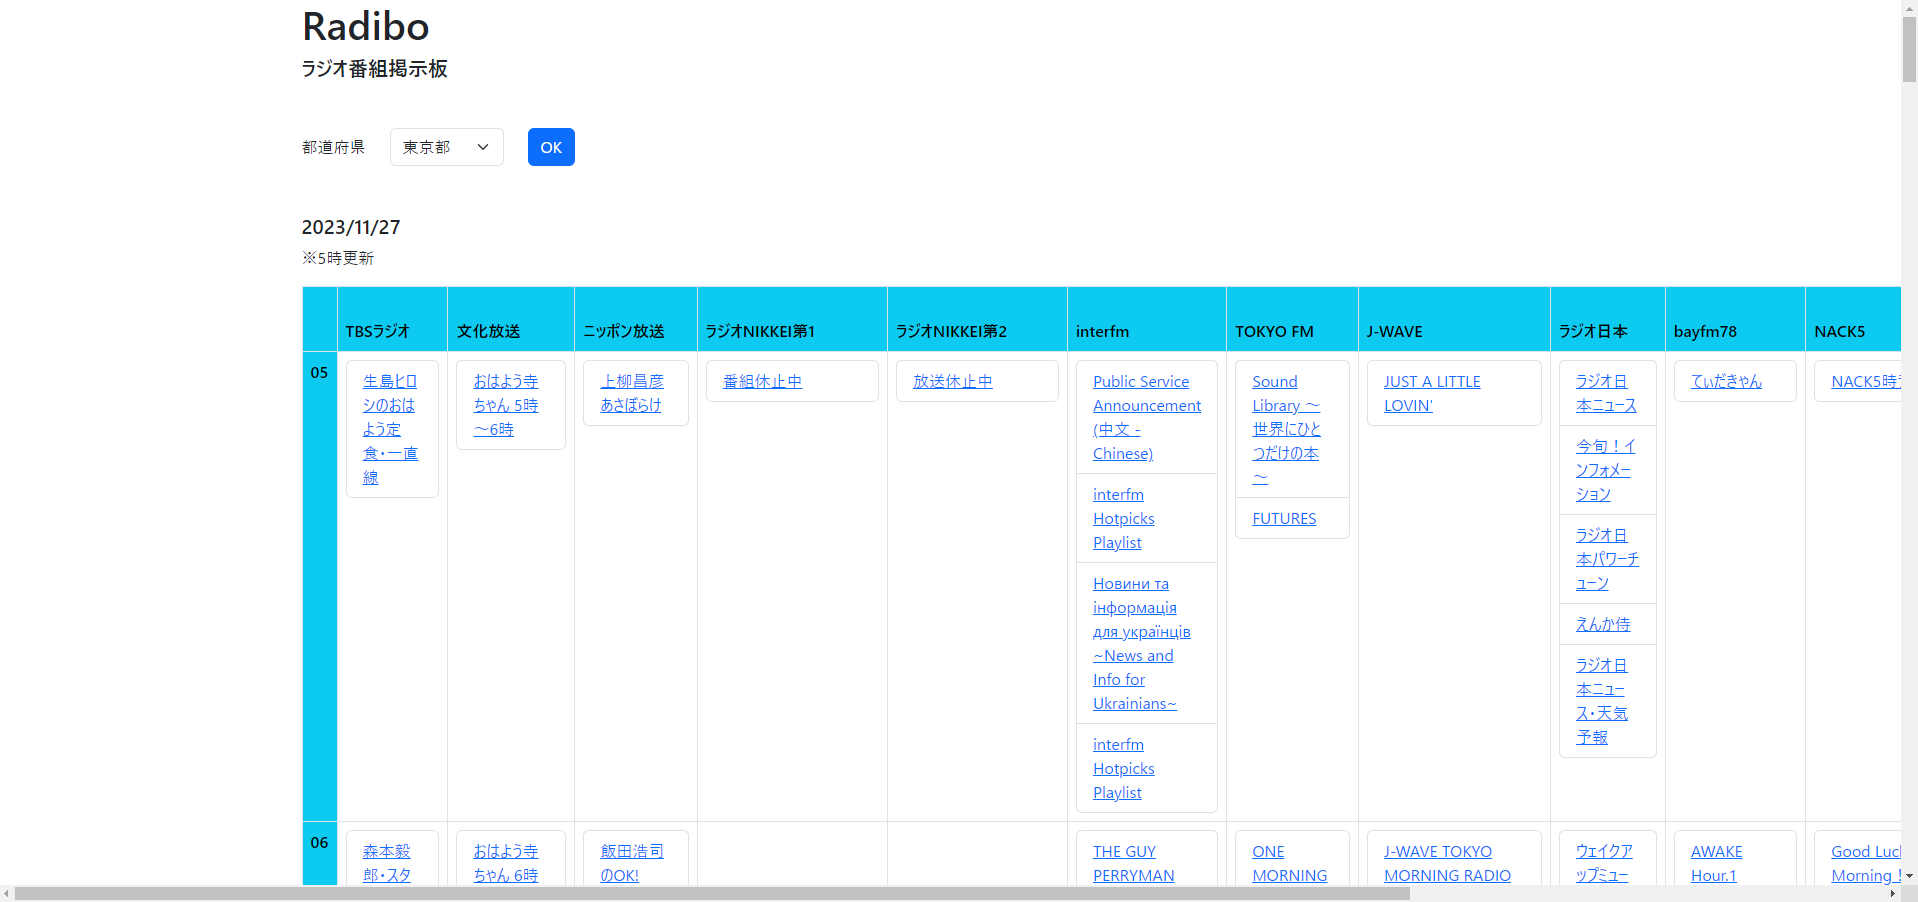 Radibo
ラジオ番組掲示板
都道府県
東京都
OK
2023/11/27
※5時更新
TBSラジオ
文化放送
ニッポン放送
ラジオNIKKEI第1
ラジオNIKKEI第2
interfm
TOKYO FM
J-WAVE
ラジオ日本
bayfm78
NACK5
05
生島ヒロ
シのおは
よう定
食・一直
線
おはよう寺
ちゃん 5時
～6時
上柳昌彦
あさぼらけ
番組休止中
放送休止中
Public Service
Announcement
(中文 -
Chinese)
interfm
Hotpicks
Playlist
Новини та
інформація
для українців
~News and
Info for
Ukrainians~
interfm
Hotpicks
Playlist
Sound
Library ～
世界にひと
つだけの本
～
FUTURES
JUST A LITTLE
LOVIN'
ラジオ日
本ニュース
今旬！イ
ンフォメー
ション
ラジオ日
本パワーチ
ューン
えんか侍
ラジオ日
本ニュー
ス・天気
予報
てぃだきゃん
NACK5時
06
森本毅
郎・スタ
おはよう寺
ちゃん 6時
飯田浩司
のOK!
THE GUY
PERRYMAN
ONE
MORNING
J-WAVE TOKYO
MORNING RADIO
ウェイクア
ップミュー
AWAKE
Hour.1
Good Luc
Morning！